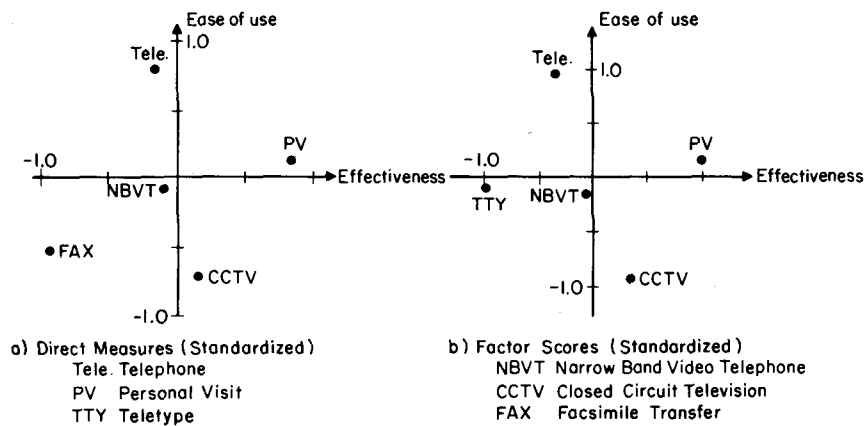 Ease of use
1.0
Tele.
PV
-1.0
Effectiveness
NBVT
FAX
CCTV
-1.0
a) Direct Measures (Standardized)
Tele. Telephone
PV Personal Visit
TTY Teletype
Ease of use
Tele.
1.0
PV
-1.0
Effectiveness
TTY
NBVT
CCTV
-1.0
b) Factor Scores (Standardized)
NBVT Narrow Band Video Telephone
CCTV Closed Circuit Television
FAX Facsimile Transfer